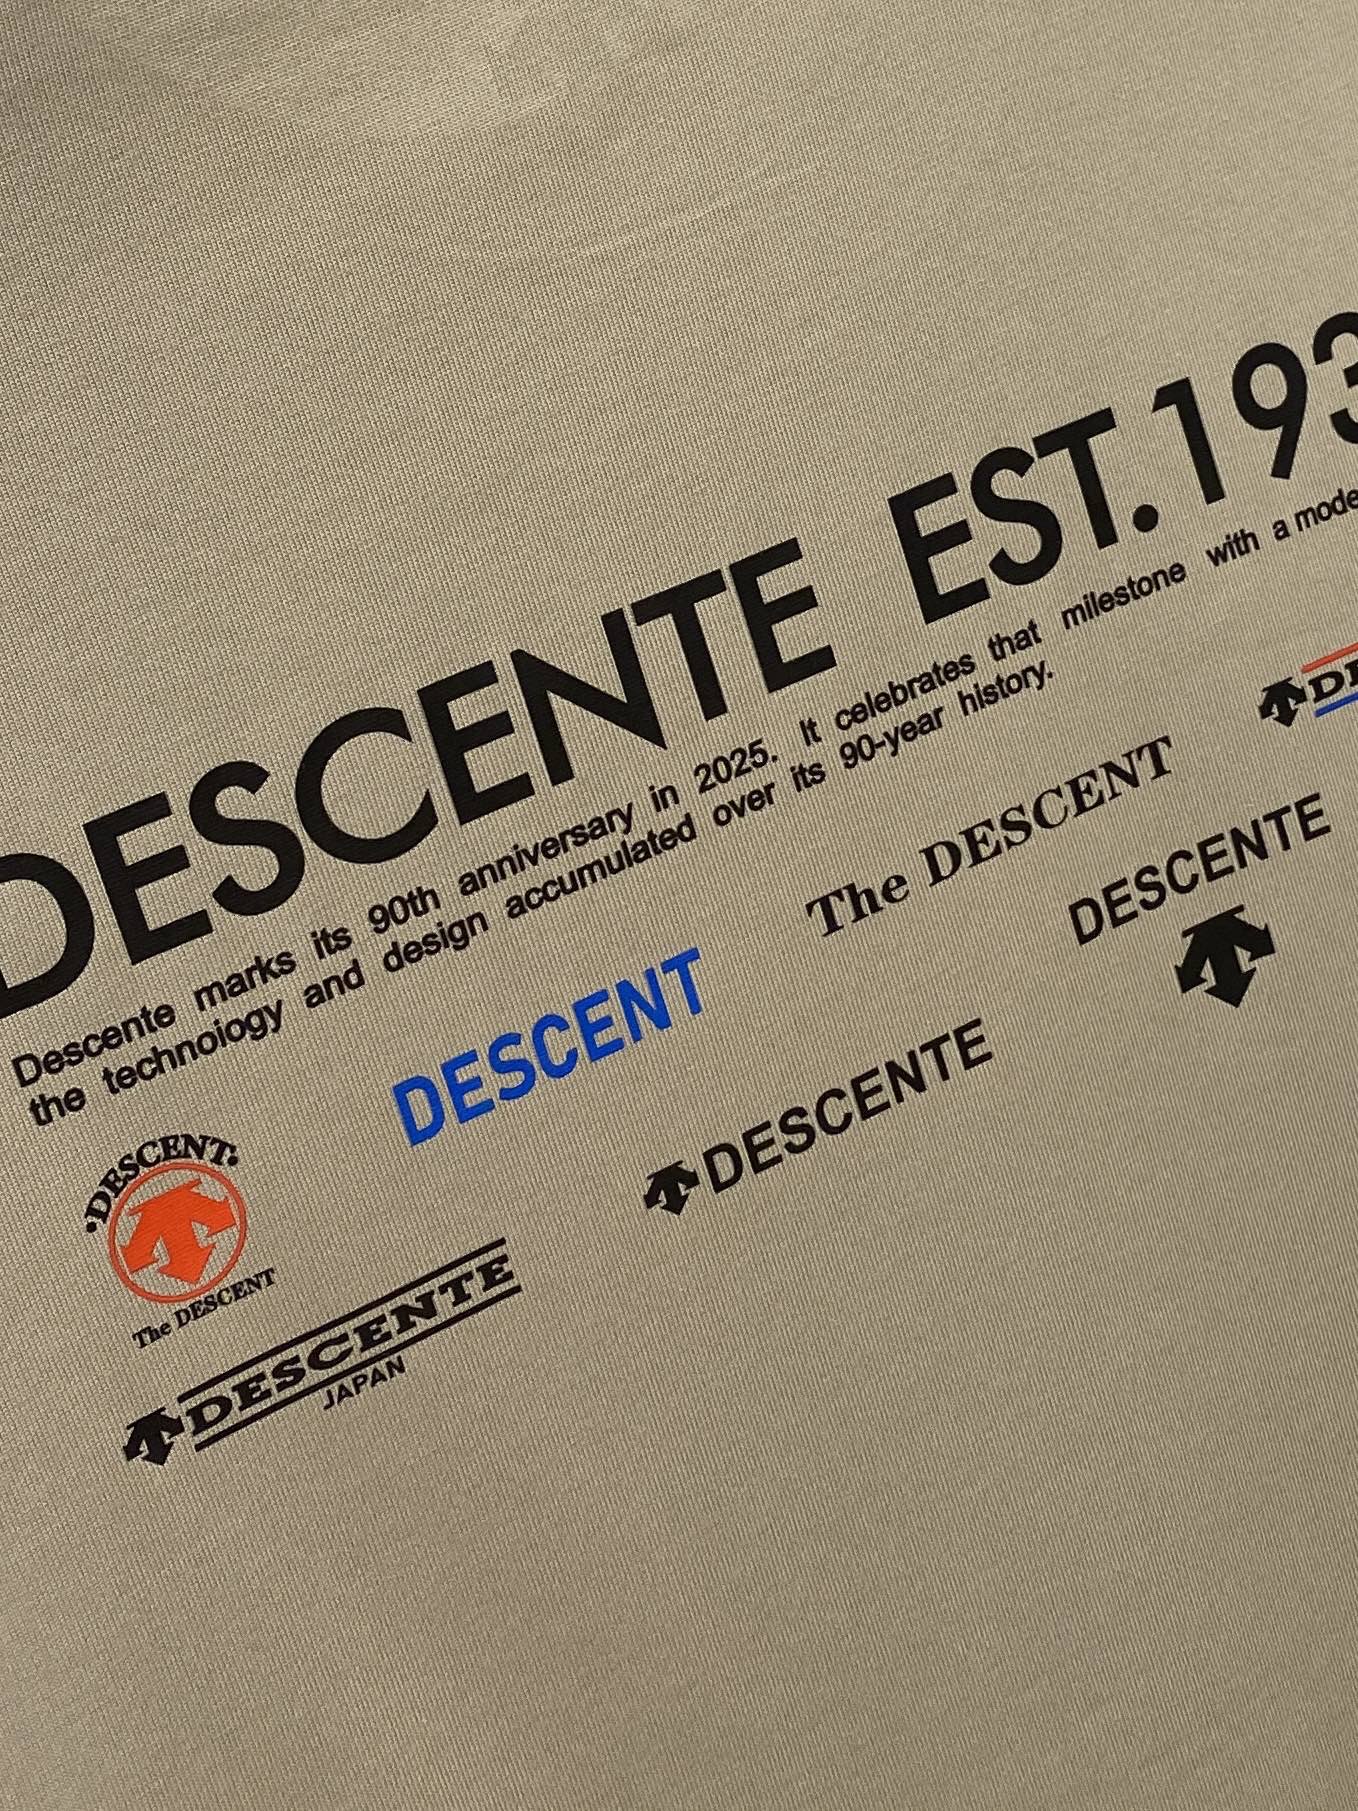 DESCENTE EST.193
Descente marks its 90th anniversary in 2025. It celebrates that milestone with a mode
the technoiogy and design accumulated over its 90-year history.
DESCENT
The DESCENT
DESCENT
The DESCENT
DESCENTE
JAPAN
DESCENTE
DESCENTE